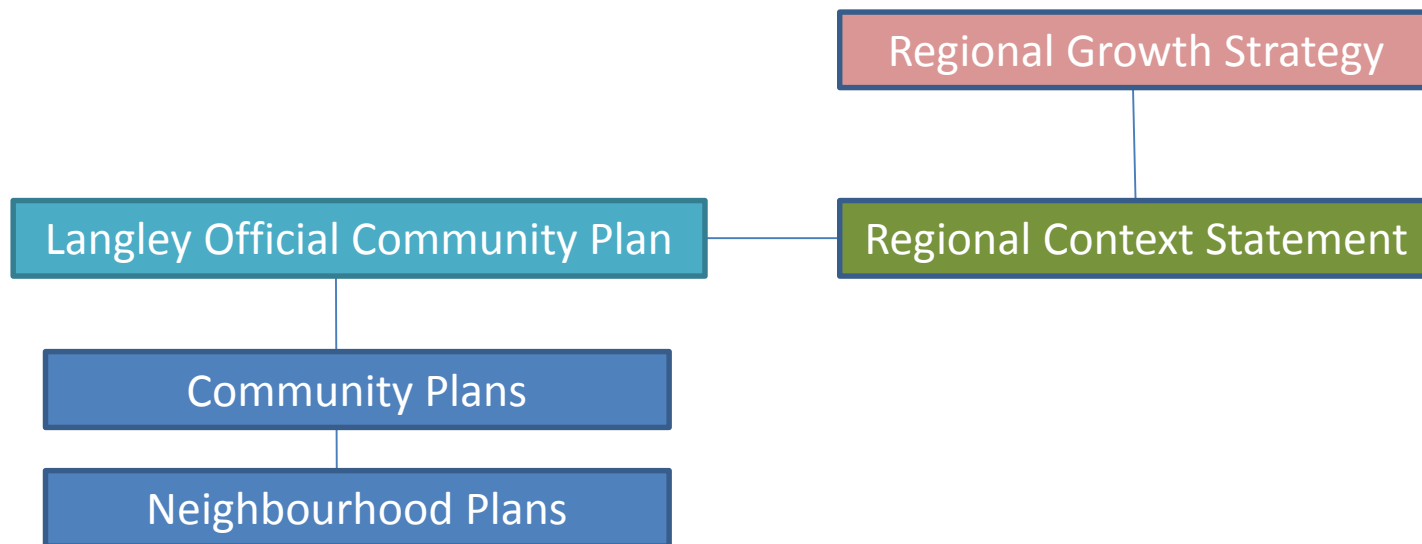 Regional Growth Strategy
Langley Official Community Plan
Regional Context Statement
Community Plans
Neighbourhood Plans